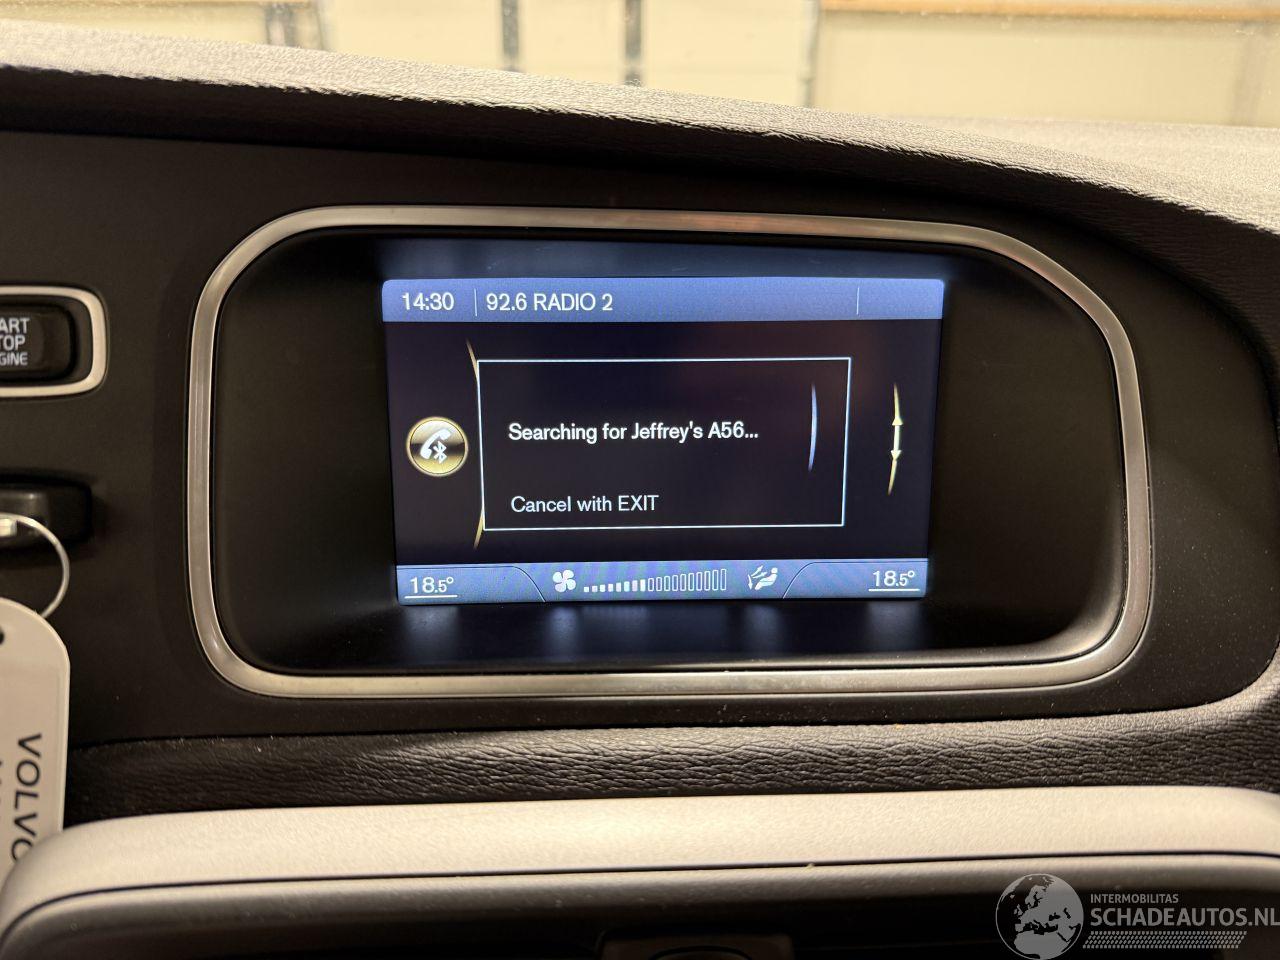 14:30 92.6 RADIO 2
ART
TOP
GINE
Searching for Jeffrey's A56...
Cancel with EXIT
18.5° 18.5°
VOLVO
INTERMOBILITAS
SCHADEAUTOS.NL